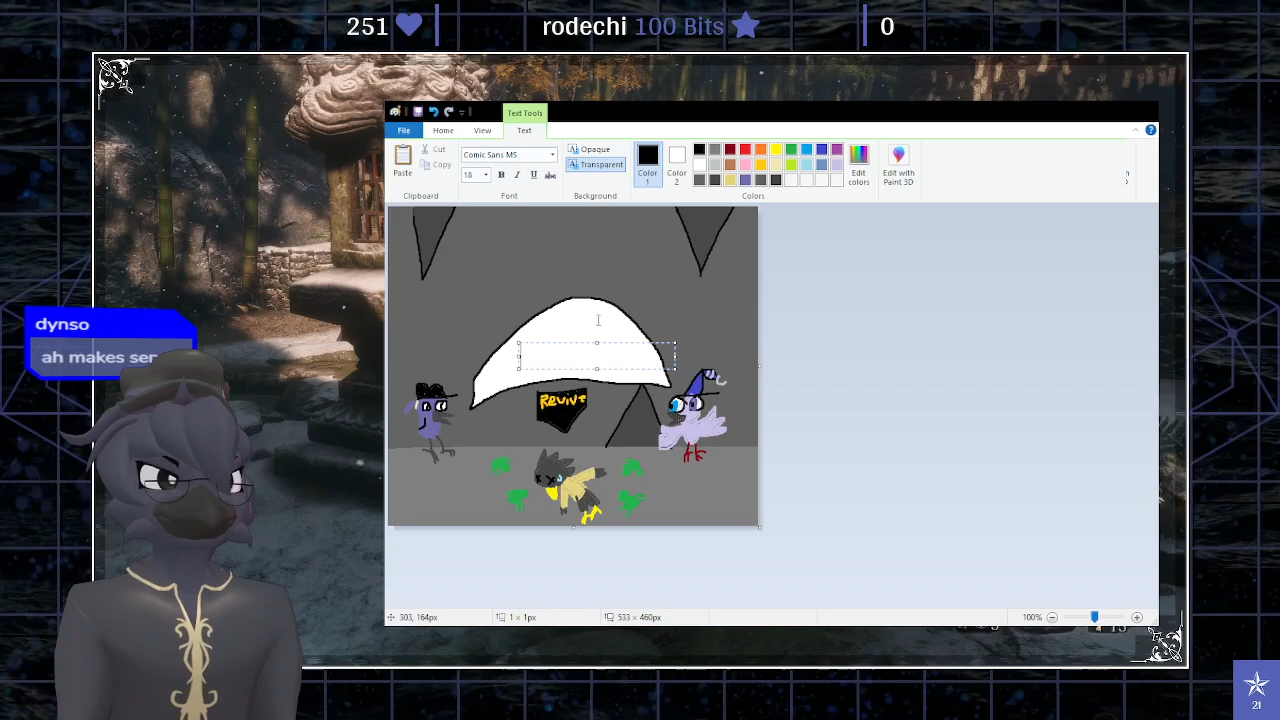 251
rodechi 100 Bits
0
Text Tools
File
Home
View
Text
Paste
Cut
Copy
Clipboard
Comic Sans MS
18
B I U abc
Font
Opaque
Transparent
Background
Color 1
Color 2
Edit colors
Colors
Edit with Paint 3D
dynso
ah makes ser
Revive
303, 164px
1 × 1px
533 × 460px
100%
21